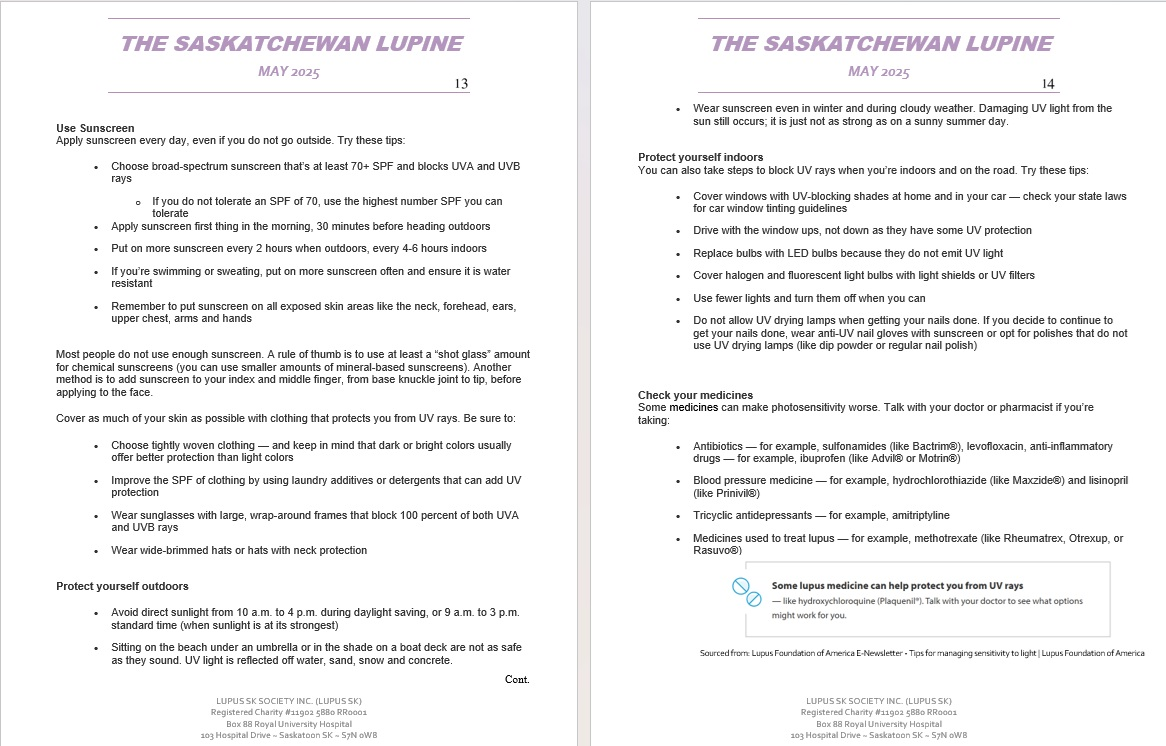 THE SASKATCHEWAN LUPINE
MAY 2025
13
Use Sunscreen
Apply sunscreen every day, even if you do not go outside. Try these tips:
• Choose broad-spectrum sunscreen that's at least 70+ SPF and blocks UVA and UVB
rays
o If you do not tolerate an SPF of 70, use the highest number SPF you can
tolerate
• Apply sunscreen first thing in the morning, 30 minutes before heading outdoors
• Put on more sunscreen every 2 hours when outdoors, every 4-6 hours indoors
• If you're swimming or sweating, put on more sunscreen often and ensure it is water
resistant
• Remember to put sunscreen on all exposed skin areas like the neck, forehead, ears,
upper chest, arms and hands
Most people do not use enough sunscreen. A rule of thumb is to use at least a “shot glass” amount
for chemical sunscreens (you can use smaller amounts of mineral-based sunscreens). Another
method is to add sunscreen to your index and middle finger, from base knuckle joint to tip, before
applying to the face.
Cover as much of your skin as possible with clothing that protects you from UV rays. Be sure to:
• Choose tightly woven clothing — and keep in mind that dark or bright colors usually
offer better protection than light colors
• Improve the SPF of clothing by using laundry additives or detergents that can add UV
protection
• Wear sunglasses with large, wrap-around frames that block 100 percent of both UVA
and UVB rays
• Wear wide-brimmed hats or hats with neck protection
Protect yourself outdoors
• Avoid direct sunlight from 10 a.m. to 4 p.m. during daylight saving, or 9 a.m. to 3 p.m.
standard time (when sunlight is at its strongest)
• Sitting on the beach under an umbrella or in the shade on a boat deck are not as safe
as they sound. UV light is reflected off water, sand, snow and concrete.
Cont.
LUPUS SK SOCIETY INC. (LUPUS SK)
Registered Charity #11902 5880 RR0001
Box 88 Royal University Hospital
103 Hospital Drive ~ Saskatoon SK ~ S7N 0W8
THE SASKATCHEWAN LUPINE
MAY 2025
14
• Wear sunscreen even in winter and during cloudy weather. Damaging UV light from the
sun still occurs; it is just not as strong as on a sunny summer day.
Protect yourself indoors
You can also take steps to block UV rays when you're indoors and on the road. Try these tips:
• Cover windows with UV-blocking shades at home and in your car — check your state laws
for car window tinting guidelines
• Drive with the window ups, not down as they have some UV protection
• Replace bulbs with LED bulbs because they do not emit UV light
• Cover halogen and fluorescent light bulbs with light shields or UV filters
• Use fewer lights and turn them off when you can
• Do not allow UV drying lamps when getting your nails done. If you decide to continue to
get your nails done, wear anti-UV nail gloves with sunscreen or opt for polishes that do not
use UV drying lamps (like dip powder or regular nail polish)
Check your medicines
Some medicines can make photosensitivity worse. Talk with your doctor or pharmacist if you're
taking:
• Antibiotics — for example, sulfonamides (like Bactrim®), levofloxacin, anti-inflammatory
drugs — for example, ibuprofen (like Advil® or Motrin®)
• Blood pressure medicine — for example, hydrochlorothiazide (like Maxzide®) and lisinopril
(like Prinivil®)
• Tricyclic antidepressants — for example, amitriptyline
• Medicines used to treat lupus — for example, methotrexate (like Rheumatrex, Otrexup, or
Rasuvo®)
Some lupus medicine can help protect you from UV rays
— like hydroxychloroquine (Plaquenil®). Talk with your doctor to see what options
might work for you.
Sourced from: Lupus Foundation of America E-Newsletter • Tips for managing sensitivity to light | Lupus Foundation of America
LUPUS SK SOCIETY INC. (LUPUS SK)
Registered Charity #11902 5880 RR0001
Box 88 Royal University Hospital
103 Hospital Drive ~ Saskatoon SK ~ S7N 0W8